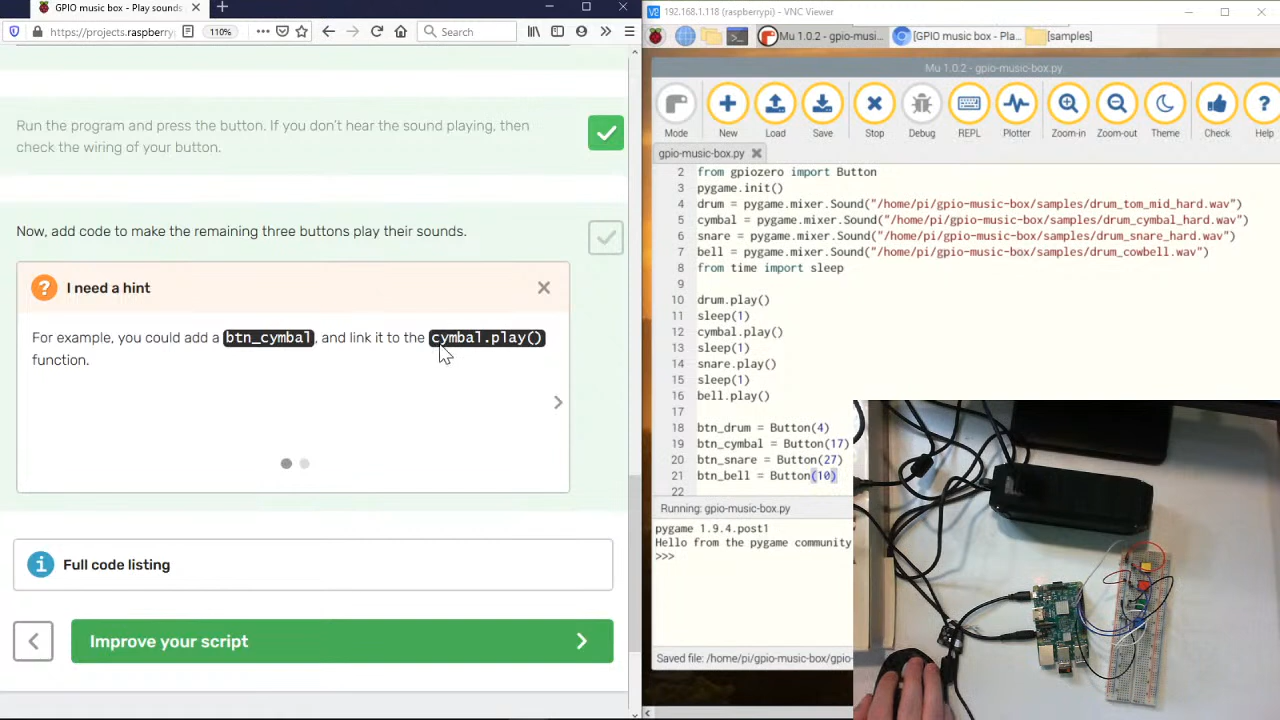 GPIO music box - Play sounds
192.168.1.118 (raspberrypi) - VNC Viewer
https://projects.raspberry
110%
Search
Mu 1.0.2 - gpio-musi...
[GPIO music box - Pla...
[samples]
Mu 1.0.2 - gpio-music-box.py
Mode New Load Save Stop Debug REPL Plotter Zoom-in Zoom-out Theme Check Help
gpio-music-box.py
Run the program and press the button. If you don't hear the sound playing, then
check the wiring of your button.
Now, add code to make the remaining three buttons play their sounds.
I need a hint
For example, you could add a btn_cymbal, and link it to the cymbal.play()
function.
Full code listing
Improve your script
2 from gpiozero import Button
3 pygame.init()
4 drum = pygame.mixer.Sound("/home/pi/gpio-music-box/samples/drum_tom_mid_hard.wav")
5 cymbal = pygame.mixer.Sound("/home/pi/gpio-music-box/samples/drum_cymbal_hard.wav")
6 snare = pygame.mixer.Sound("/home/pi/gpio-music-box/samples/drum_snare_hard.wav")
7 bell = pygame.mixer.Sound("/home/pi/gpio-music-box/samples/drum_cowbell.wav")
8 from time import sleep
9
10 drum.play()
11 sleep(1)
12 cymbal.play()
13 sleep(1)
14 snare.play()
15 sleep(1)
16 bell.play()
17
18 btn_drum = Button(4)
19 btn_cymbal = Button(17)
20 btn_snare = Button(27)
21 btn_bell = Button(10)
22
Running: gpio-music-box.py
pygame 1.9.4.post1
Hello from the pygame community
>>>
Saved file: /home/pi/gpio-music-box/gpio-